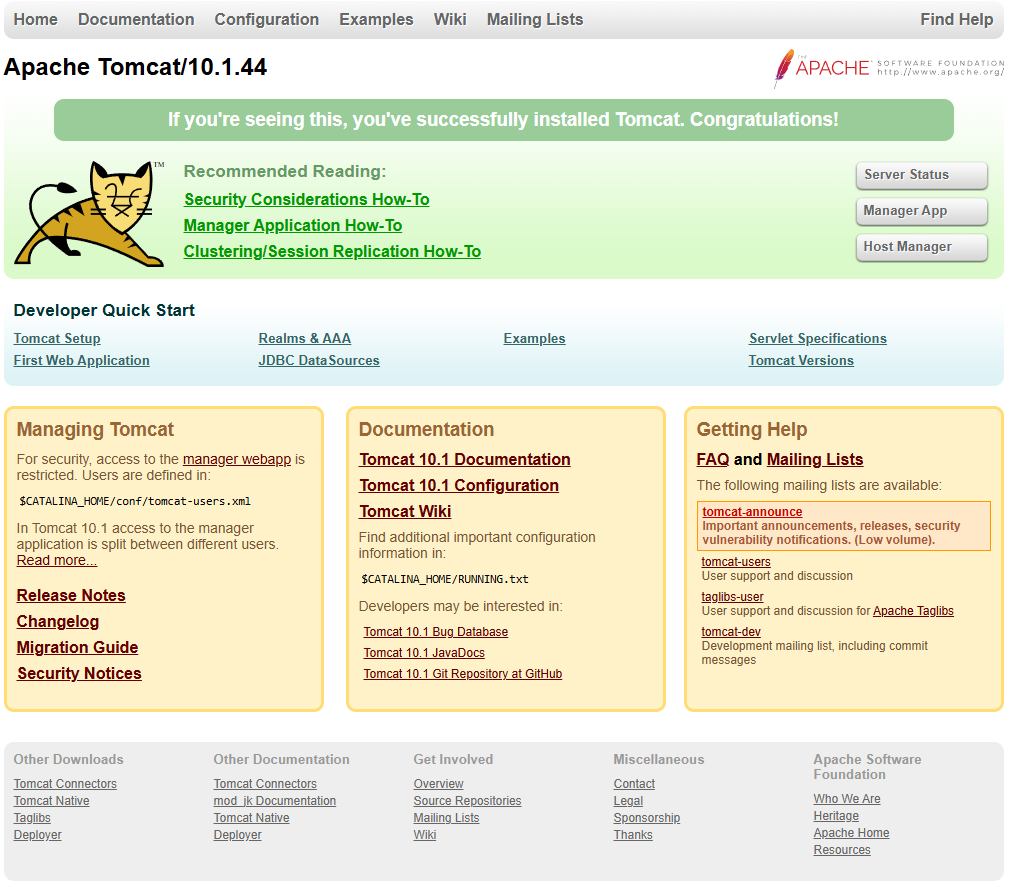 Home Documentation Configuration Examples Wiki Mailing Lists Find Help
Apache Tomcat/10.1.44
THE
APACHE
SOFTWARE FOUNDATION
http://www.apache.org/
If you're seeing this, you've successfully installed Tomcat. Congratulations!
TM
Recommended Reading:
Security Considerations How-To
Manager Application How-To
Clustering/Session Replication How-To
Server Status
Manager App
Host Manager
Developer Quick Start
Tomcat Setup
First Web Application
Realms & AAA
JDBC DataSources
Examples
Servlet Specifications
Tomcat Versions
Managing Tomcat
For security, access to the manager webapp is
restricted. Users are defined in:
$CATALINA_HOME/conf/tomcat-users.xml
In Tomcat 10.1 access to the manager
application is split between different users.
Read more...
Release Notes
Changelog
Migration Guide
Security Notices
Documentation
Tomcat 10.1 Documentation
Tomcat 10.1 Configuration
Tomcat Wiki
Find additional important configuration
information in:
$CATALINA_HOME/RUNNING.txt
Developers may be interested in:
Tomcat 10.1 Bug Database
Tomcat 10.1 JavaDocs
Tomcat 10.1 Git Repository at GitHub
Getting Help
FAQ and Mailing Lists
The following mailing lists are available:
tomcat-announce
Important announcements, releases, security
vulnerability notifications. (Low volume).
tomcat-users
User support and discussion
taglibs-user
User support and discussion for Apache Taglibs
tomcat-dev
Development mailing list, including commit
messages
Other Downloads
Tomcat Connectors
Tomcat Native
Taglibs
Deployer
Other Documentation
Tomcat Connectors
mod_jk Documentation
Tomcat Native
Deployer
Get Involved
Overview
Source Repositories
Mailing Lists
Wiki
Miscellaneous
Contact
Legal
Sponsorship
Thanks
Apache Software
Foundation
Who We Are
Heritage
Apache Home
Resources